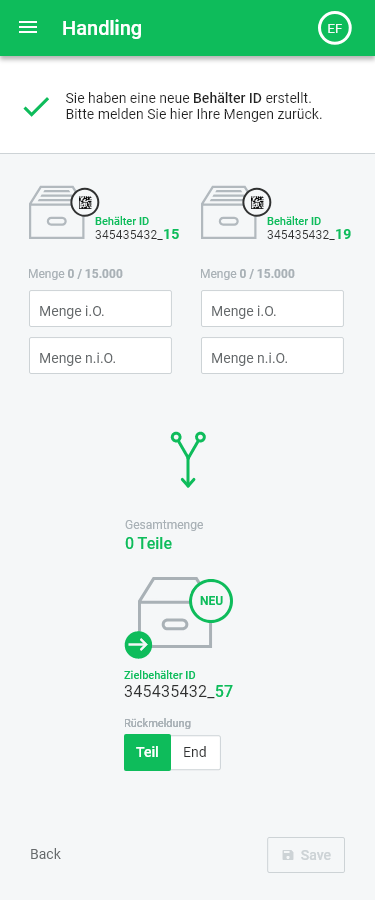 Handling
EF
Sie haben eine neue Behälter ID erstellt.
Bitte melden Sie hier Ihre Mengen zurück.
Behälter ID
345435432_15
Behälter ID
345435432_19
Menge 0 / 15.000
Menge 0 / 15.000
Menge i.O.
Menge i.O.
Menge n.i.O.
Menge n.i.O.
Gesamtmenge
0 Teile
NEU
Zielbehälter ID
345435432_57
Rückmeldung
Teil
End
Back
Save